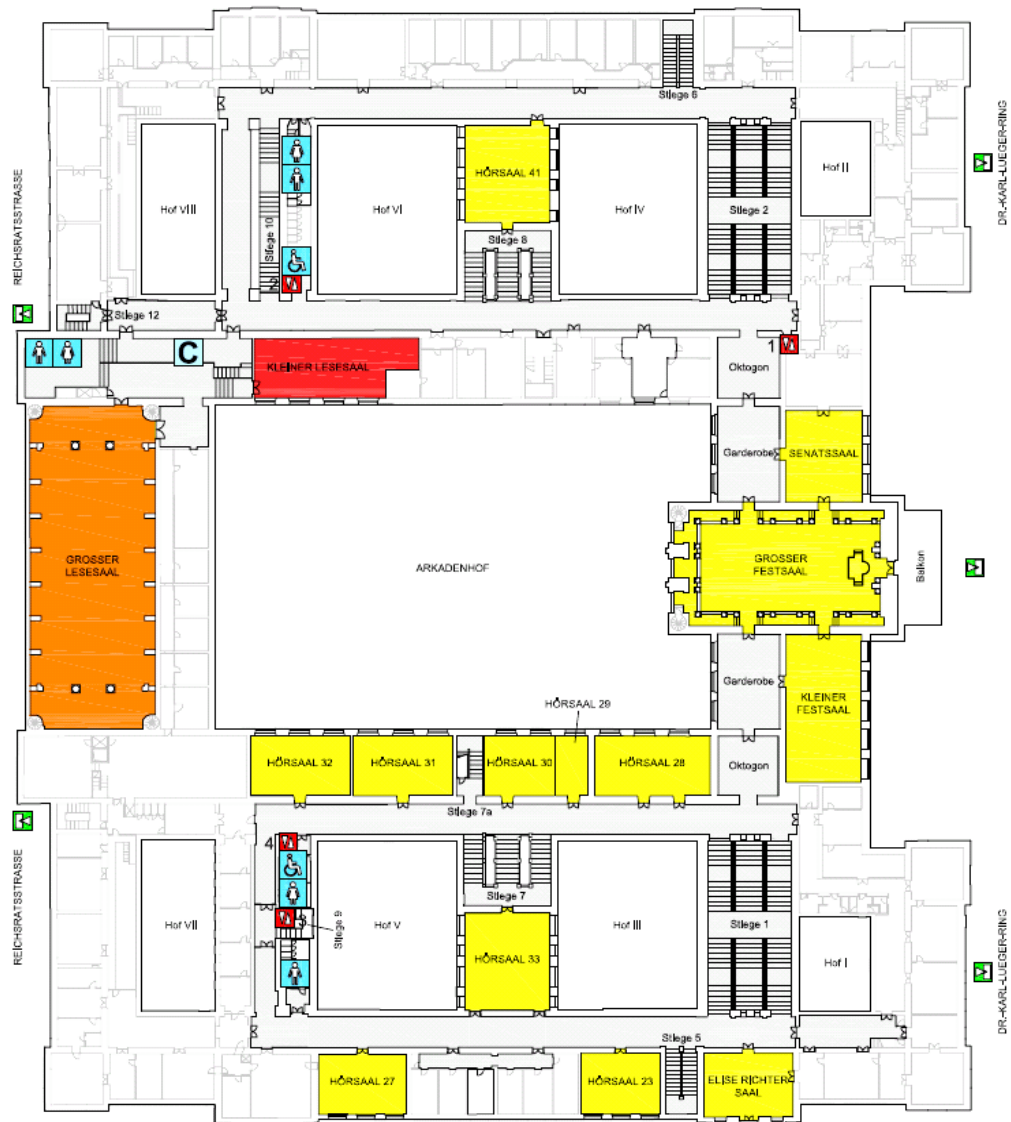 Stiege 6
DR.-KARL-LUEGER-RING
REICHSRATSSTRASSE
Hof VIII
Stiege 10
Hof VI
HÖRSAAL 41
Stiege 8
Hof IV
Stiege 2
Hof II
2
Stiege 12
C
KLEINER LESESAAL
1
Oktogon
Garderobe
SENATSSAAL
GROSSER
LESESAAL
ARKADENHOF
GROSSER
FESTSAAL
Balkon
Garderobe
KLEINER
FESTSAAL
HÖRSAAL 29
HÖRSAAL 32
HÖRSAAL 31
HÖRSAAL 30
HÖRSAAL 28
Oktogon
Stiege 7a
REICHSRATSSTRASSE
4
Hof VII
3
Stiege 9
Hof V
Stiege 7
HÖRSAAL 33
Hof III
Stiege 1
Hof I
DR.-KARL-LUEGER-RING
Stiege 5
HÖRSAAL 27
HÖRSAAL 23
ELISE RICHTER
SAAL